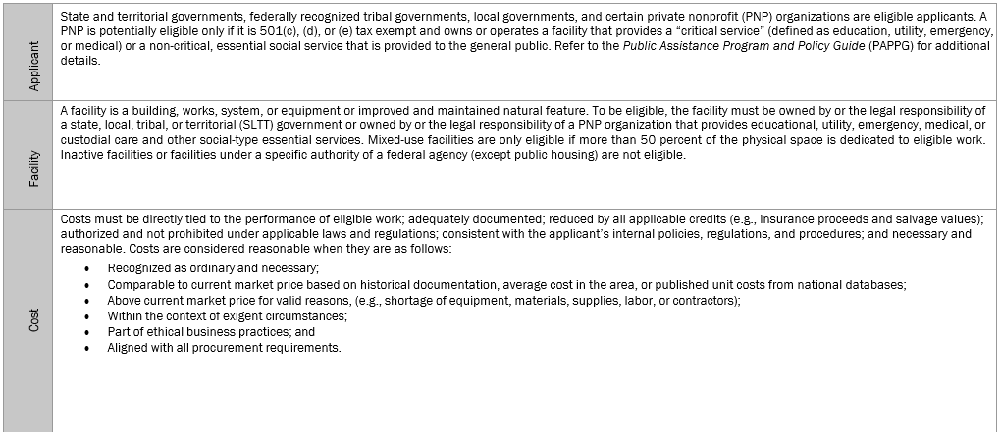 Applicant
State and territorial governments, federally recognized tribal governments, local governments, and certain private nonprofit (PNP) organizations are eligible applicants. A
PNP is potentially eligible only if it is 501(c), (d), or (e) tax exempt and owns or operates a facility that provides a “critical service” (defined as education, utility, emergency,
or medical) or a non-critical, essential social service that is provided to the general public. Refer to the Public Assistance Program and Policy Guide (PAPPG) for additional
details.
Facility
A facility is a building, works, system, or equipment or improved and maintained natural feature. To be eligible, the facility must be owned by or the legal responsibility of
a state, local, tribal, or territorial (SLTT) government or owned by or the legal responsibility of a PNP organization that provides educational, utility, emergency, medical, or
custodial care and other social-type essential services. Mixed-use facilities are only eligible if more than 50 percent of the physical space is dedicated to eligible work.
Inactive facilities or facilities under a specific authority of a federal agency (except public housing) are not eligible.
Cost
Costs must be directly tied to the performance of eligible work; adequately documented; reduced by all applicable credits (e.g., insurance proceeds and salvage values);
authorized and not prohibited under applicable laws and regulations; consistent with the applicant’s internal policies, regulations, and procedures; and necessary and
reasonable. Costs are considered reasonable when they are as follows:
• Recognized as ordinary and necessary;
• Comparable to current market price based on historical documentation, average cost in the area, or published unit costs from national databases;
• Above current market price for valid reasons, (e.g., shortage of equipment, materials, supplies, labor, or contractors);
• Within the context of exigent circumstances;
• Part of ethical business practices; and
• Aligned with all procurement requirements.